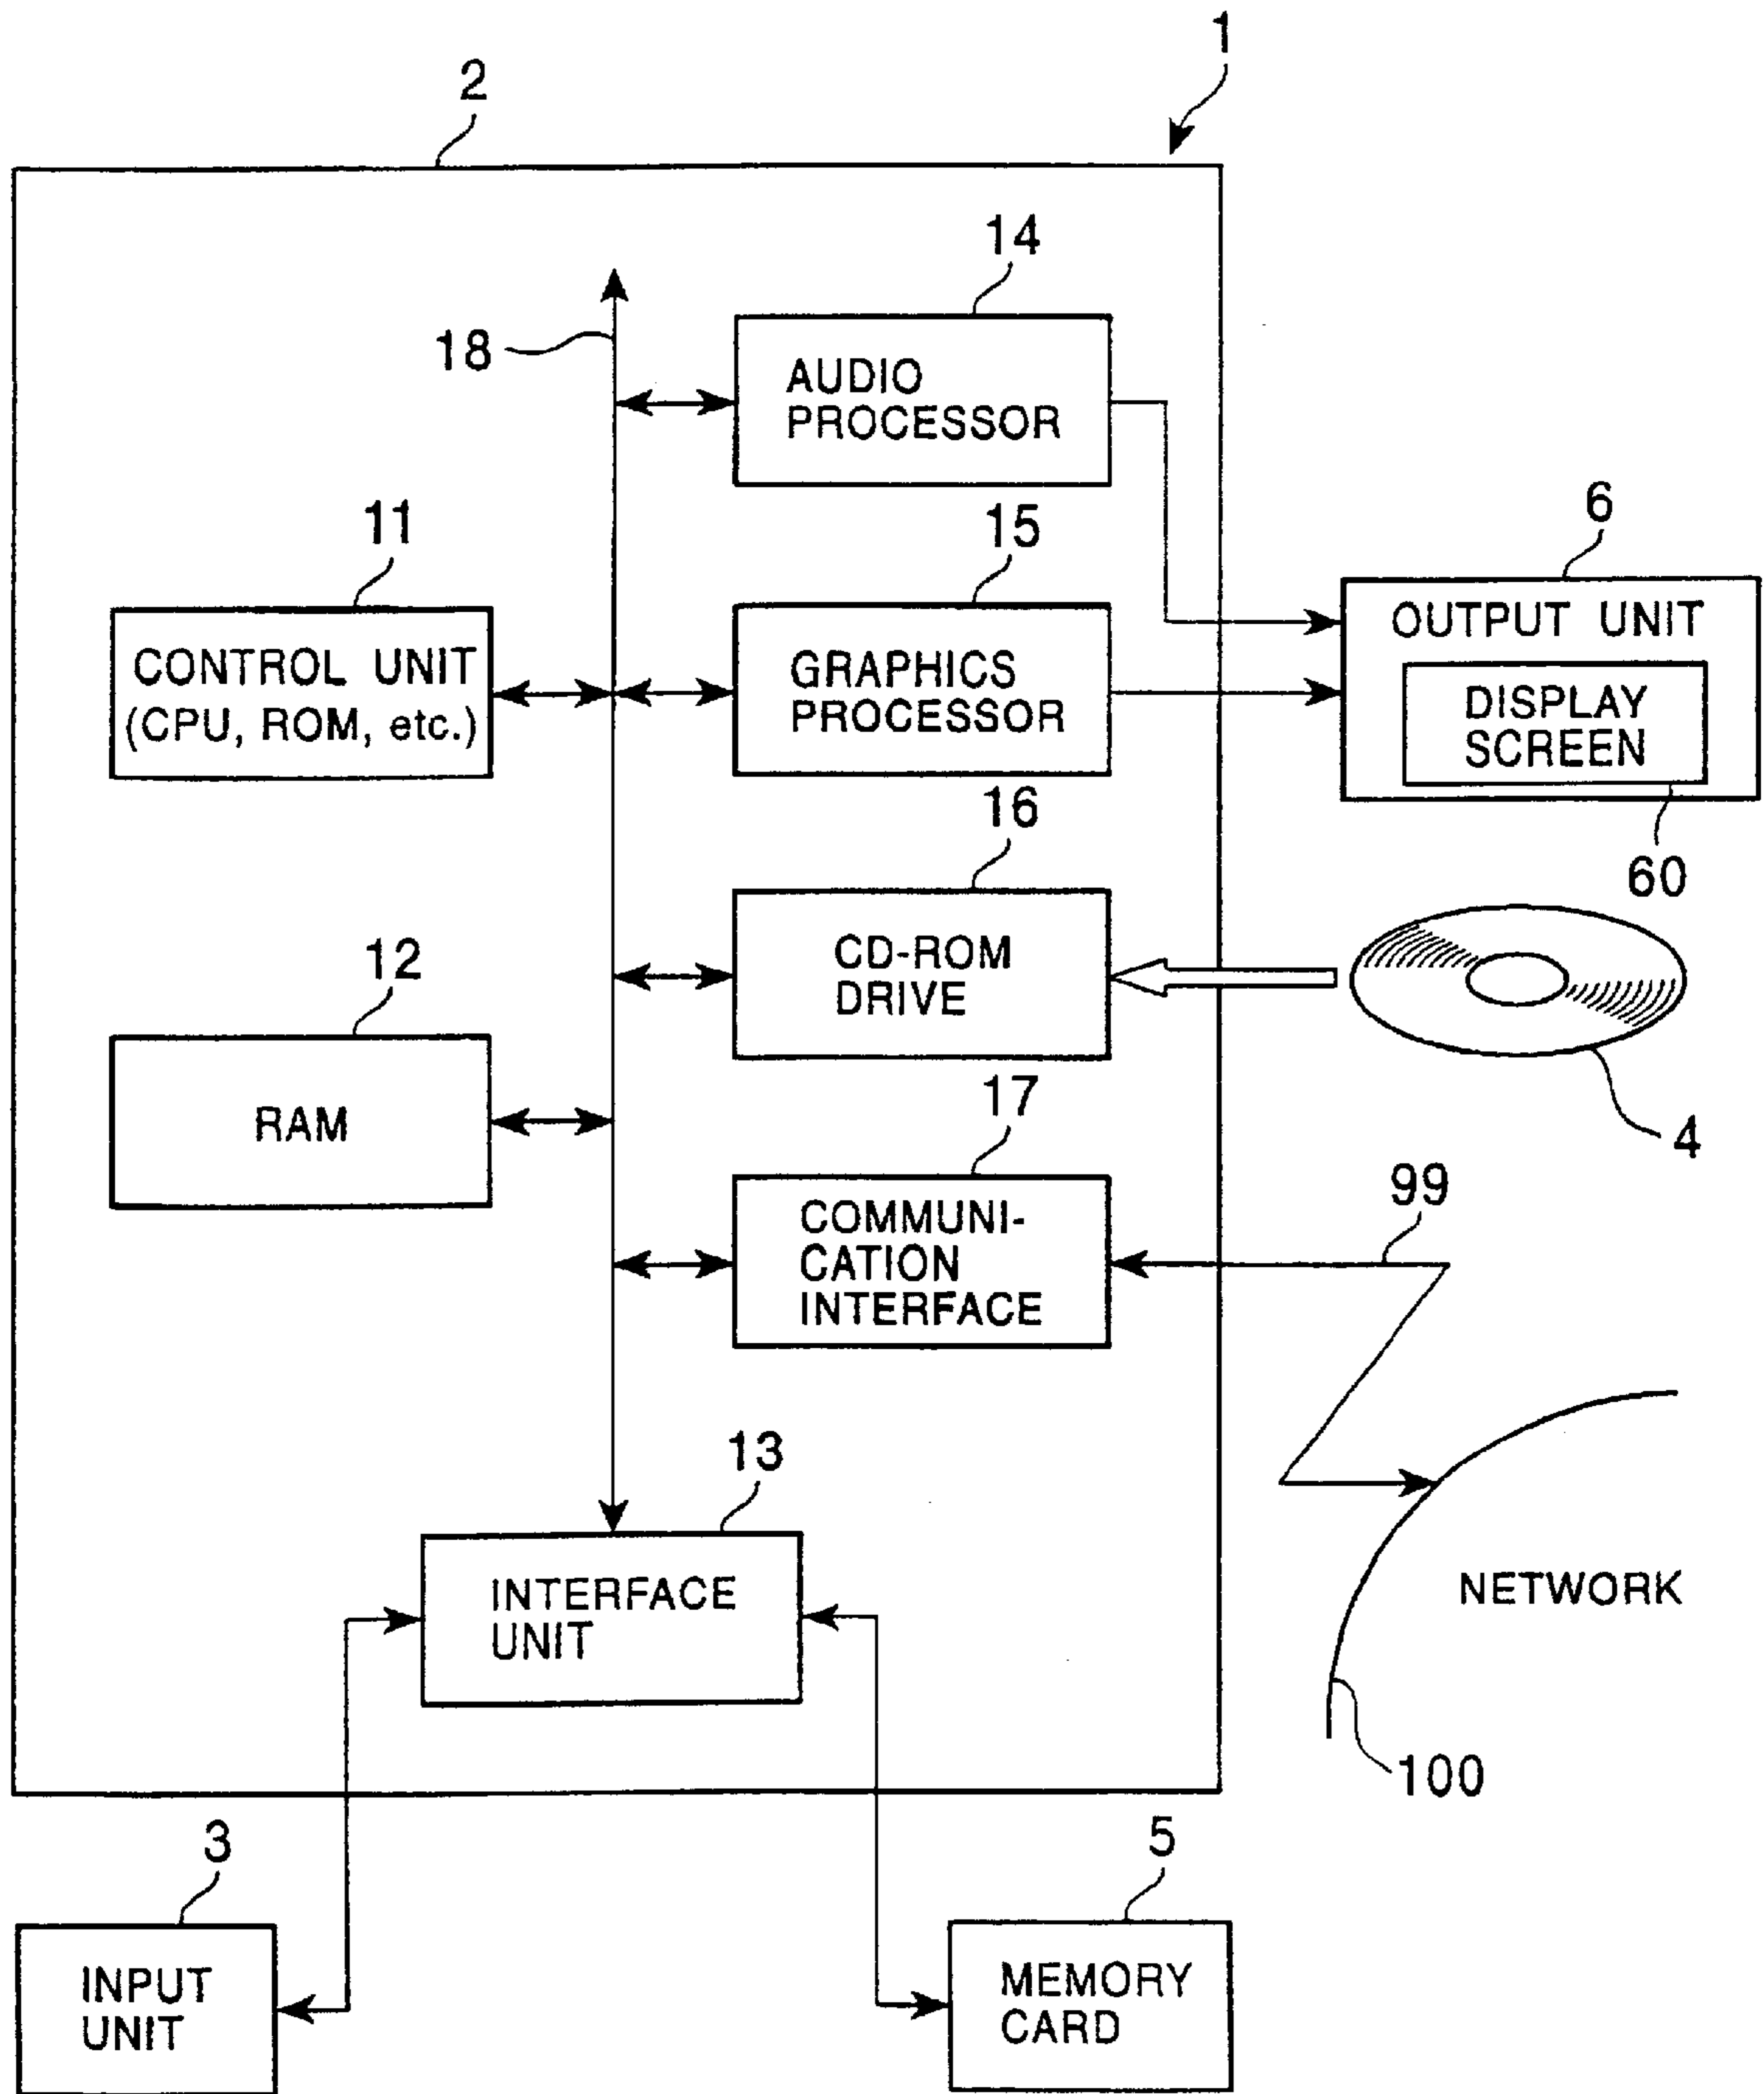 1
2
14
18
AUDIO
PROCESSOR
11
15
6
CONTROL UNIT
(CPU, ROM, etc.)
GRAPHICS
PROCESSOR
OUTPUT UNIT
DISPLAY
SCREEN
60
16
12
CD-ROM
DRIVE
4
RAM
17
99
COMMUNI-
CATION
INTERFACE
13
INTERFACE
UNIT
NETWORK
100
3
5
INPUT
UNIT
MEMORY
CARD